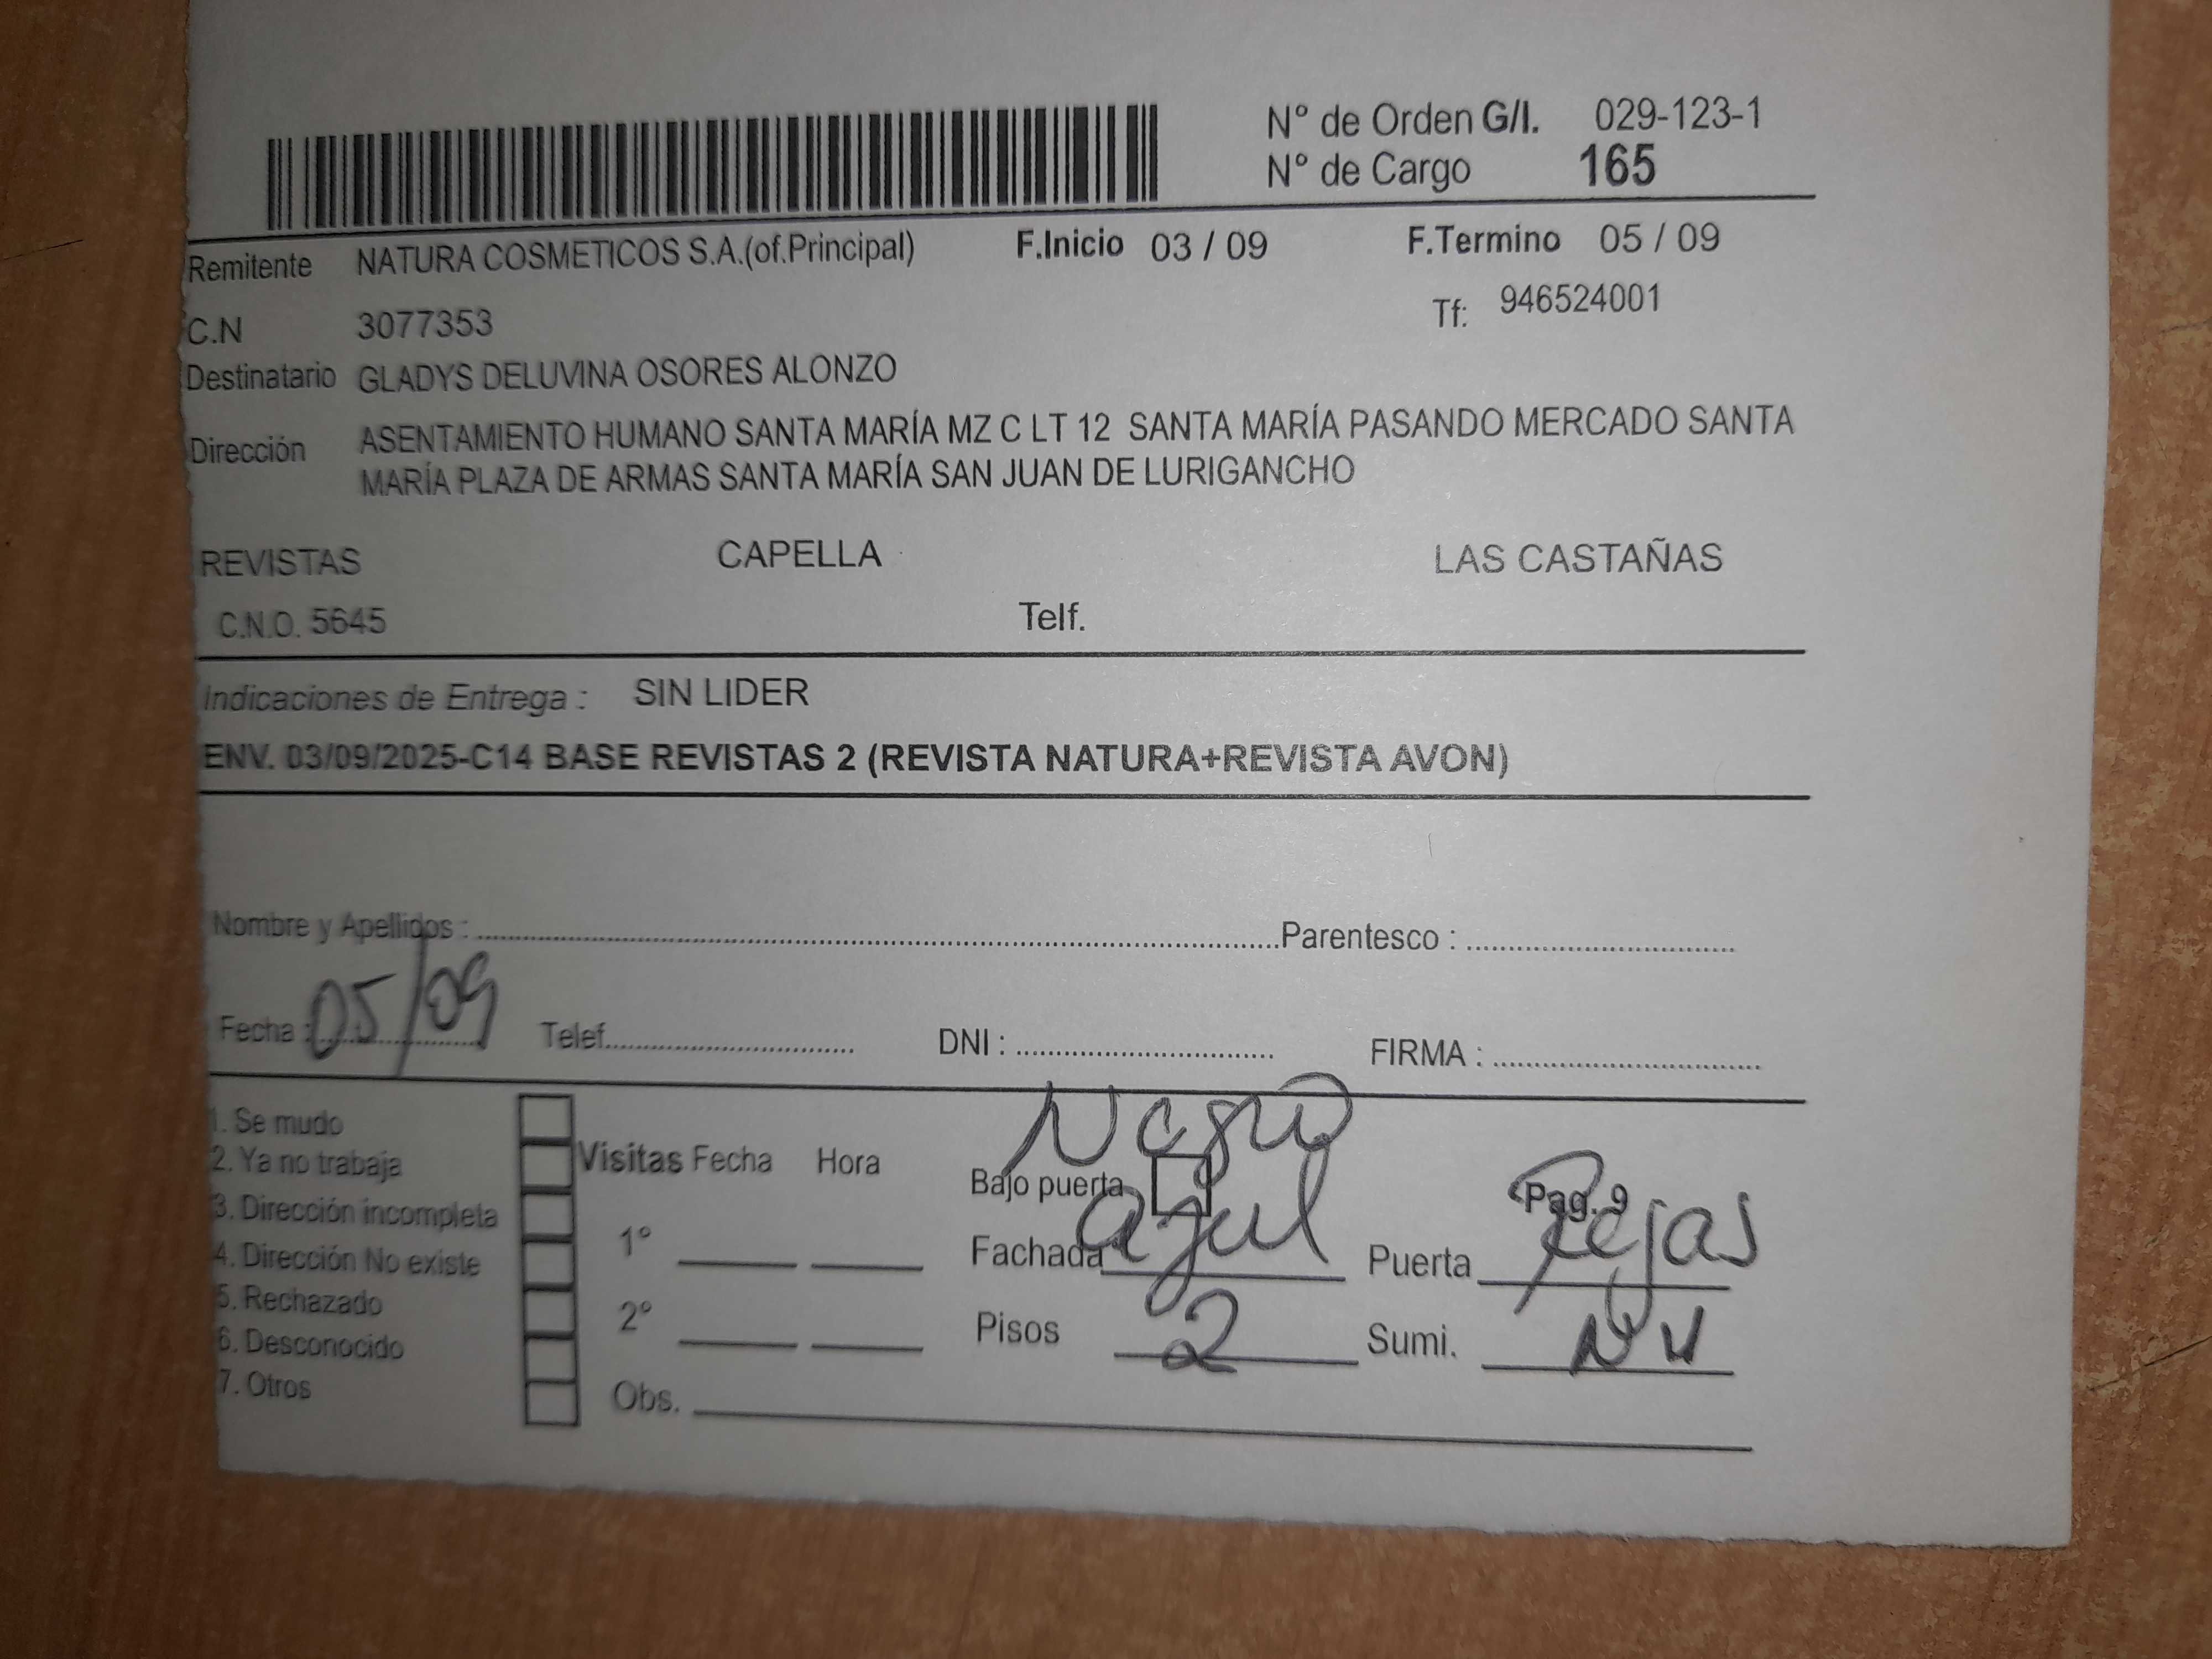 Nº de Orden G/I. 029-123-1
Nº de Cargo 165
Remitente NATURA COSMETICOS S.A.(of.Principal) F.Inicio 03 / 09 F.Termino 05 / 09
C.N 3077353 Tf: 946524001
Destinatario GLADYS DELUVINA OSORES ALONZO
Dirección ASENTAMIENTO HUMANO SANTA MARÍA MZ C LT 12 SANTA MARÍA PASANDO MERCADO SANTA
MARÍA PLAZA DE ARMAS SANTA MARÍA SAN JUAN DE LURIGANCHO
REVISTAS CAPELLA LAS CASTAÑAS
C.N.O. 5645 Telf.
Indicaciones de Entrega : SIN LIDER
ENV. 03/09/2025-C14 BASE REVISTAS 2 (REVISTA NATURA+REVISTA AVON)
Nombre y Apellidos : Parentesco :
Fecha : 05/09 Telef. DNI : FIRMA :
1. Se mudo
2. Ya no trabaja
3. Dirección incompleta
4. Dirección No existe
5. Rechazado
6. Desconocido
7. Otros
Visitas Fecha Hora
1º
2º
Obs.
Negro
Bajo puerta Pag. 9
Fachada azul Puerta Rejas
Pisos 2 Sumi. NV